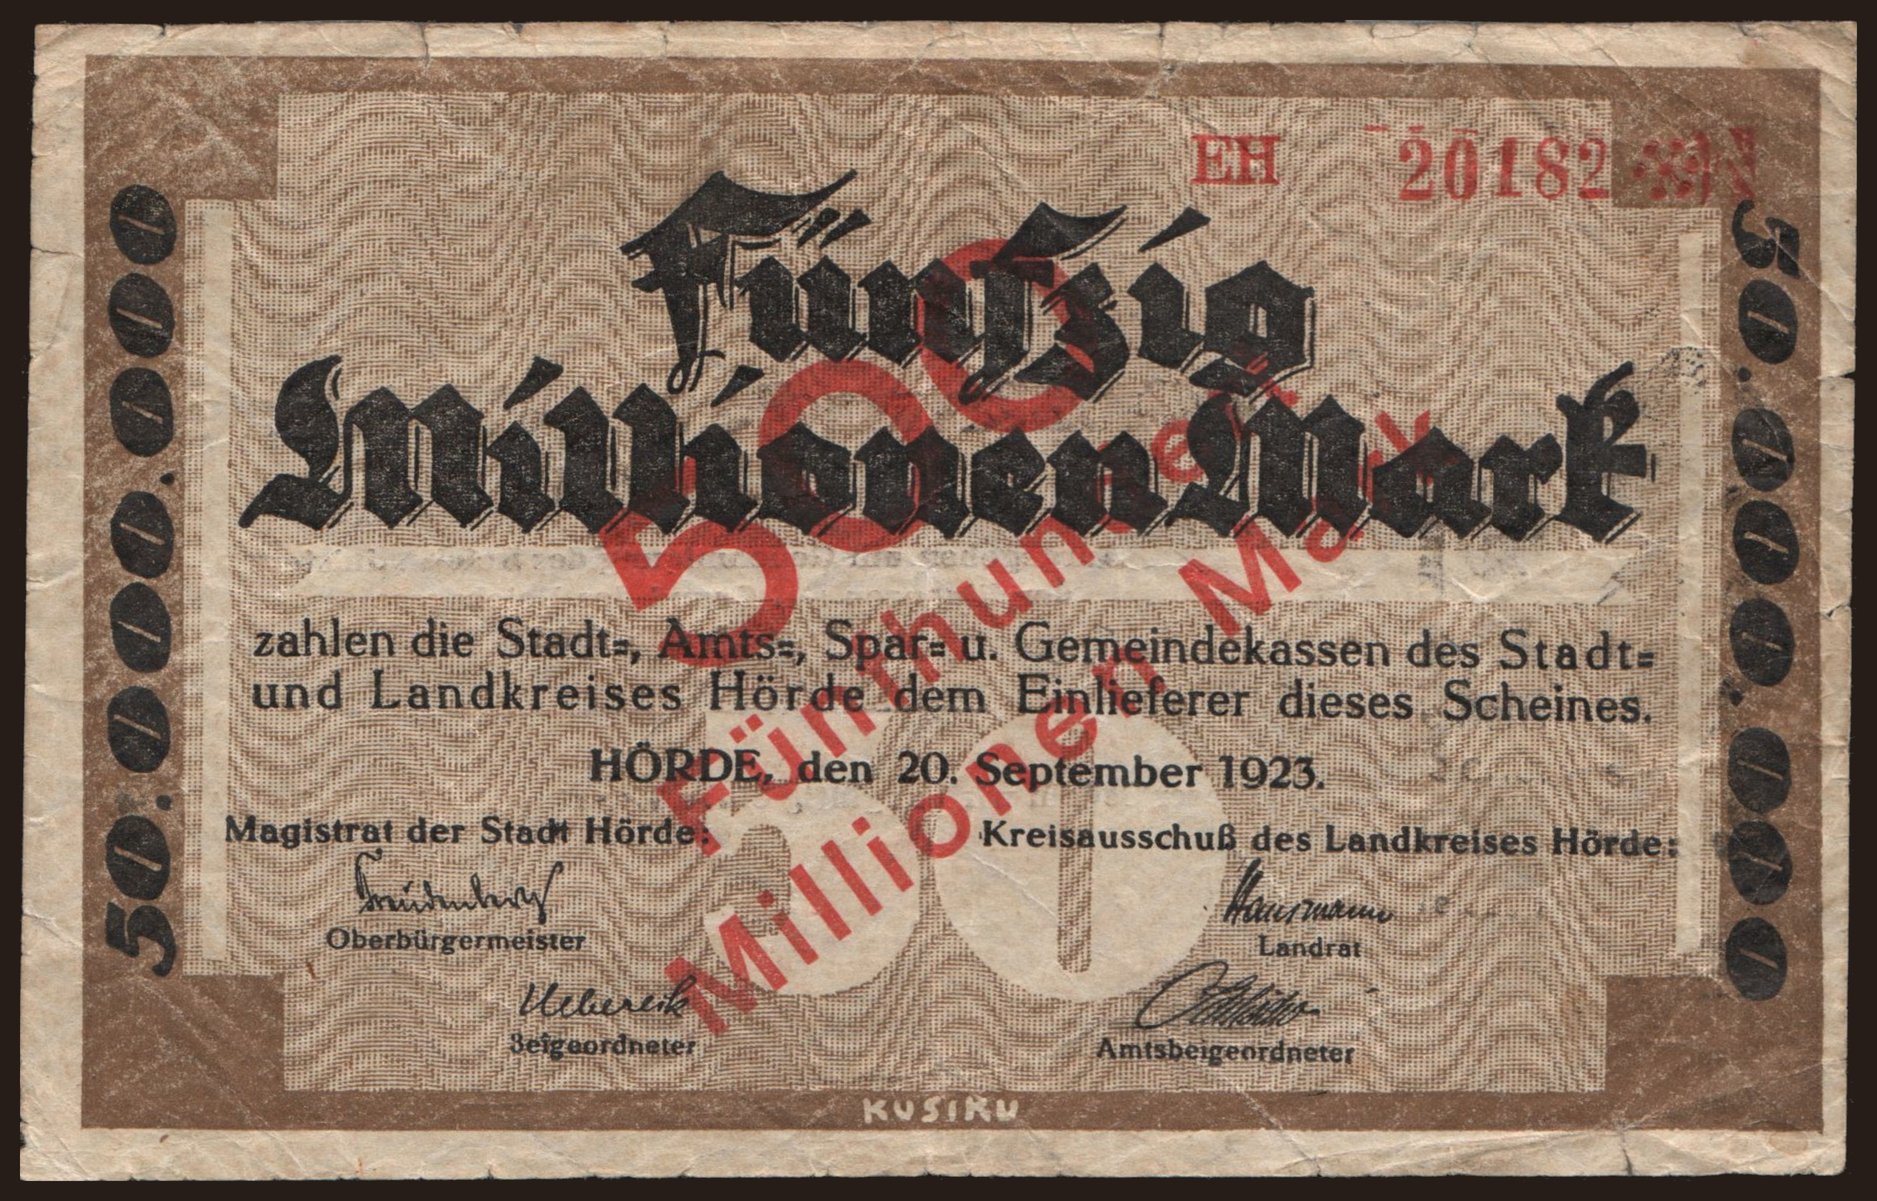 EH 20182
Fünfzig
Millionen Mark
500
Fünfhundert
Millionen Mark
zahlen die Stadt=, Amts=, Spar= u. Gemeindekassen des Stadt=
und Landkreises Hörde dem Einlieferer dieses Scheines.
HÖRDE, den 20. September 1923.
50
Magistrat der Stadt Hörde:
Kreisausschuß des Landkreises Hörde:
Oberbürgermeister
Landrat
Beigeordneter
Amtsbeigeordneter
50.000.000
50.000.000
KUSIRU